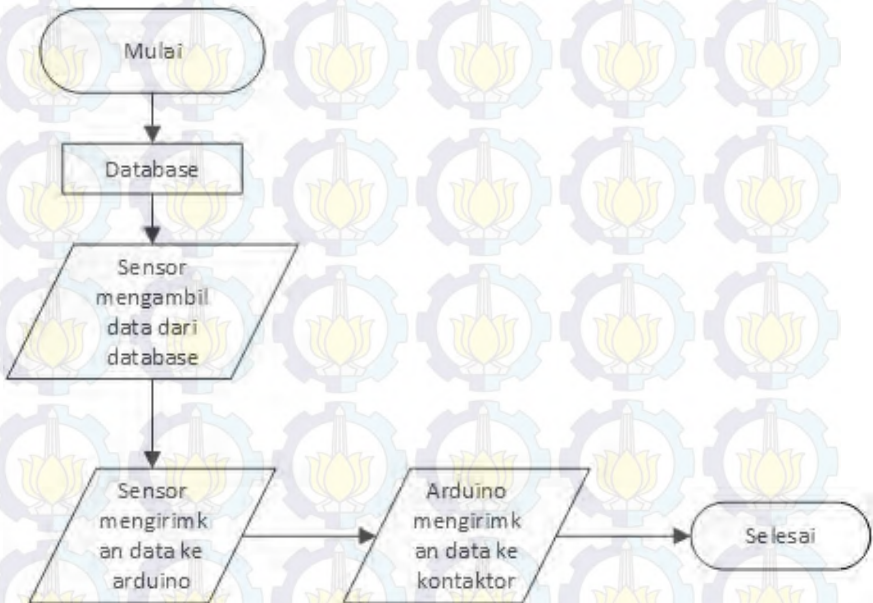 Mulai
Database
Sensor
mengambil
data dari
database
Sensor
mengirimk
an data ke
arduino
Arduino
mengirimk
an data ke
kontaktor
Selesai